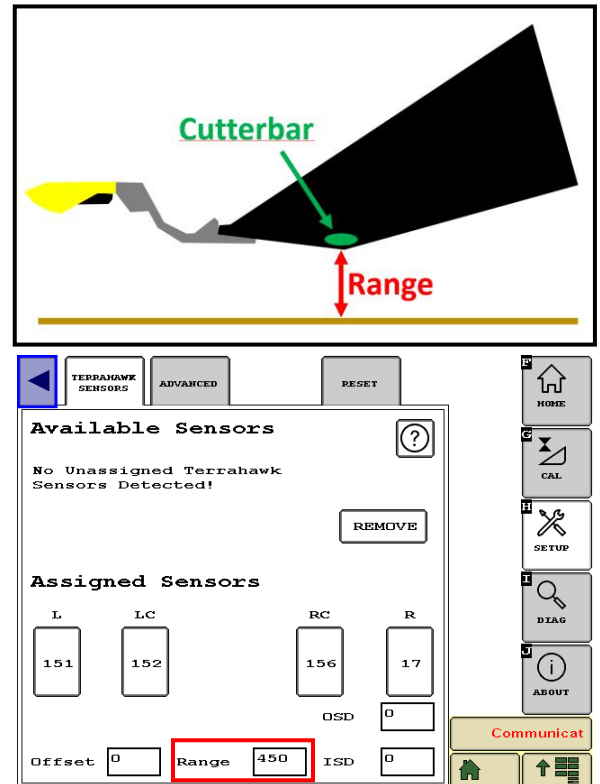 Cutterbar
Range
TERRAHAWK
SENSORS
ADVANCED
RESET
Available Sensors
?
No Unassigned Terrahawk
Sensors Detected!
REMOVE
Assigned Sensors
L LC RC R
151 152 156 17
OSD 0
Offset 0 Range 450 ISD 0
F
HOME
G
CAL
H
SETUP
I
DIAG
J
i
ABOUT
Communicat